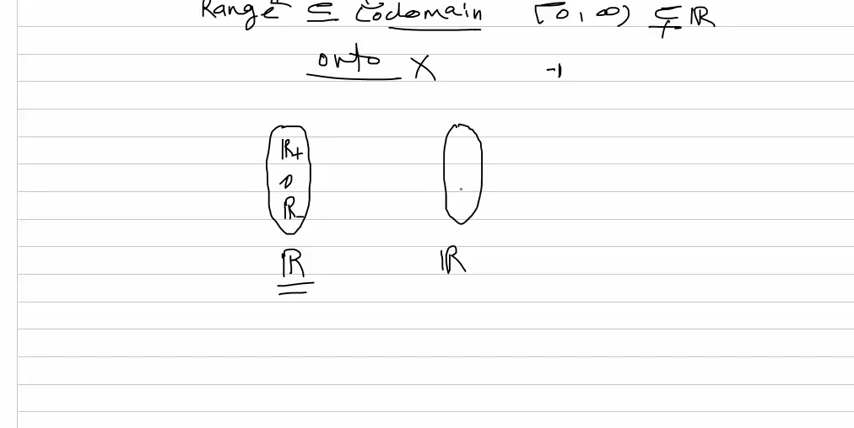 Range ⊆ Codomain [0, ∞) ⊊ ℝ
onto X -1
ℝ+
0
ℝ-
ℝ ℝ